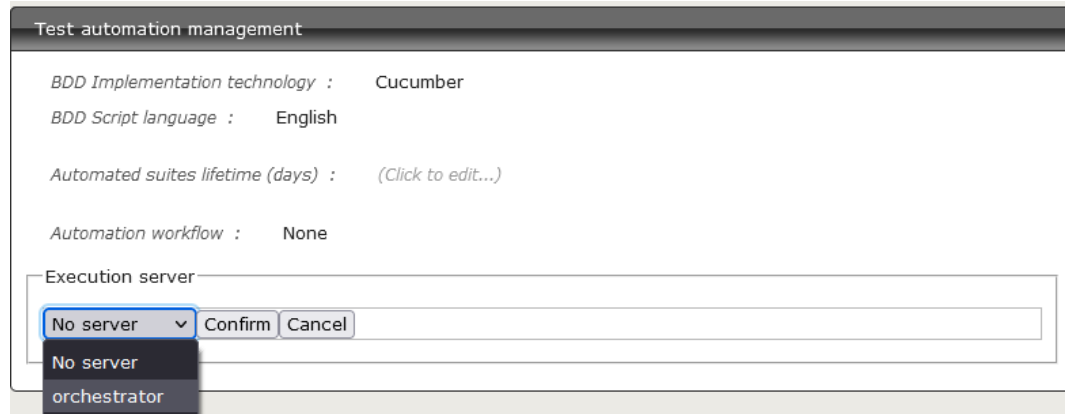 Test automation management
BDD Implementation technology : Cucumber
BDD Script language : English
Automated suites lifetime (days) : (Click to edit...)
Automation workflow : None
Execution server
No server Confirm Cancel
No server
orchestrator